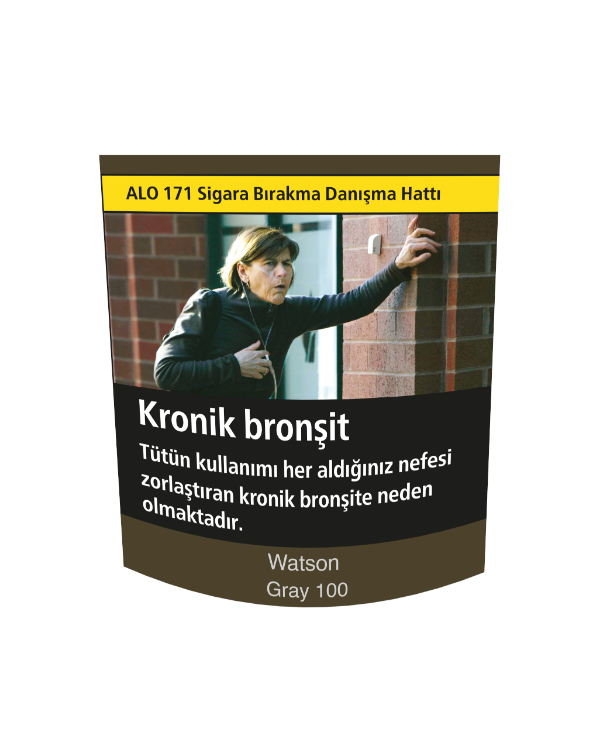 ALO 171 Sigara Bırakma Danışma Hattı
Kronik bronşit
Tütün kullanımı her aldığınız nefesi
zorlaştıran kronik bronşite neden
olmaktadır.
Watson
Gray 100